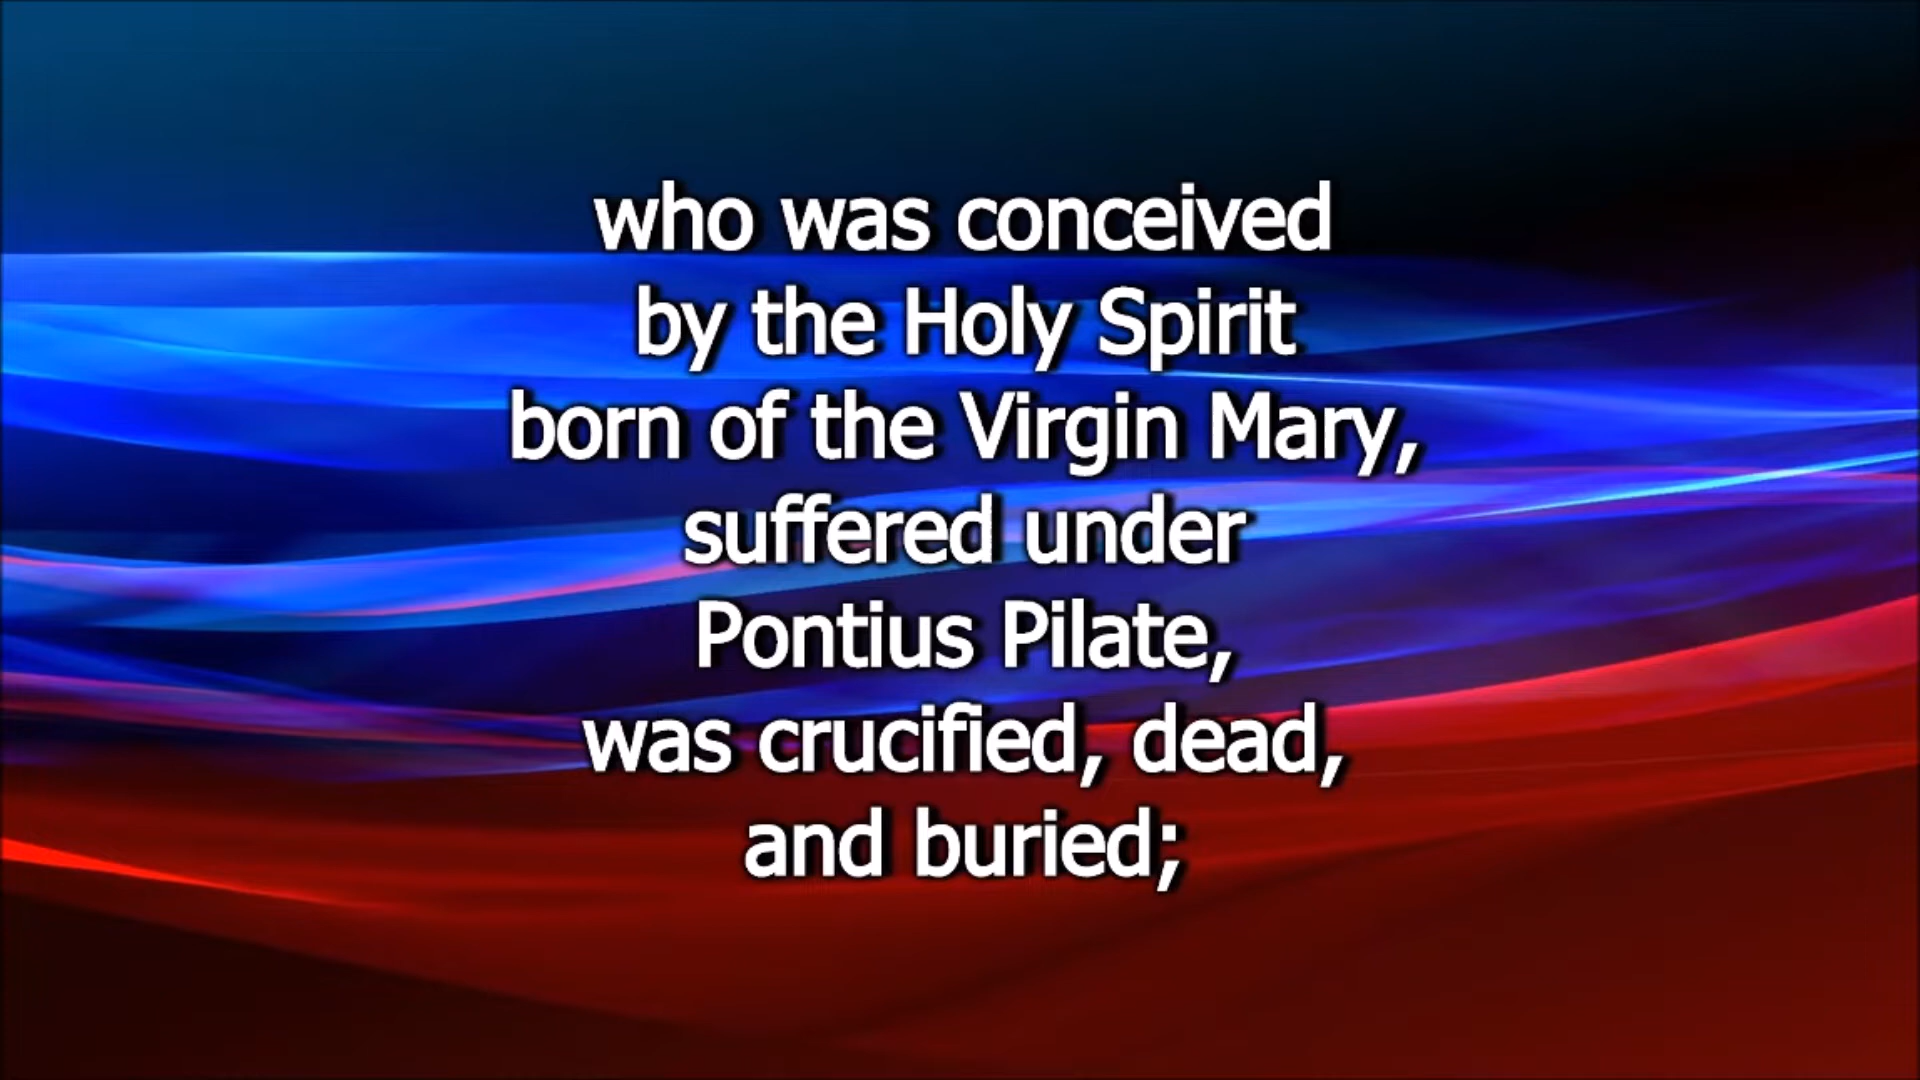 who was conceived
by the Holy Spirit
born of the Virgin Mary,
suffered under
Pontius Pilate,
was crucified, dead,
and buried;